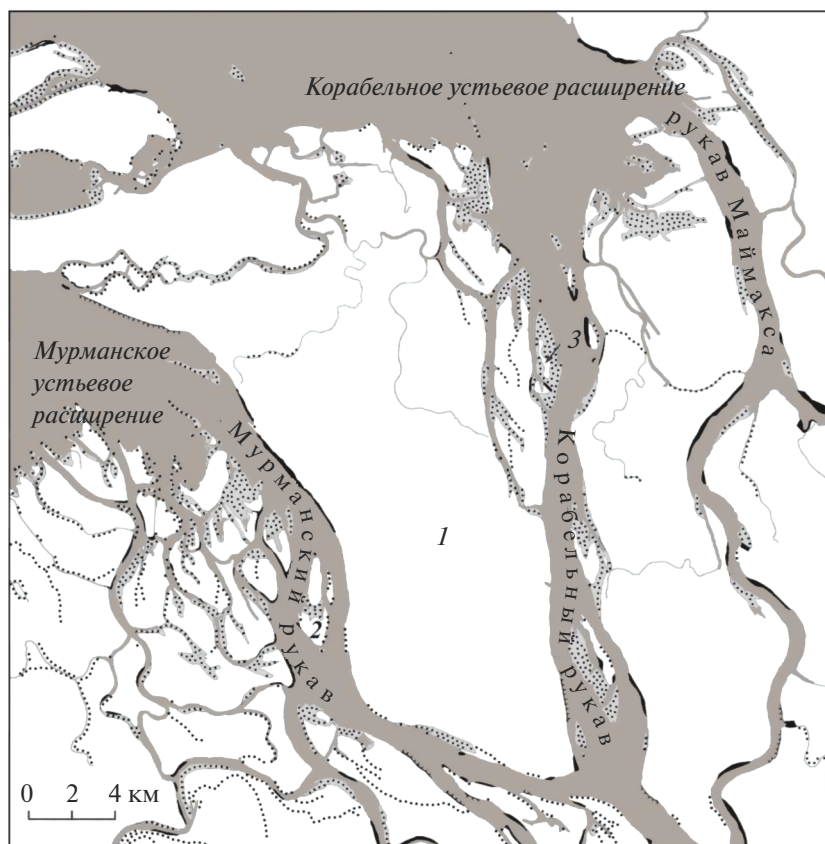 Корабельное устьевое расширение
рукав Маймакса
Мурманское
устьевое
расширение
Мурманский рукав
3
Корабельный рукав
1
2
0 2 4 км